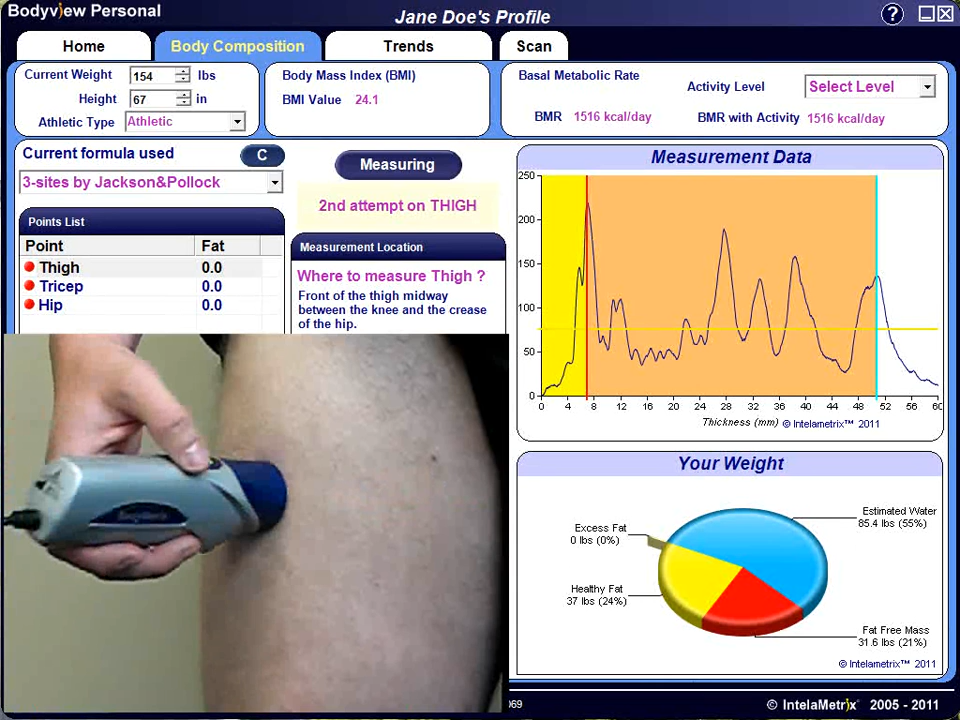 Bodyview Personal
Jane Doe's Profile
?
Home
Body Composition
Trends
Scan
Current Weight 154 lbs
Height 67 in
Athletic Type Athletic
Body Mass Index (BMI)
BMI Value 24.1
Basal Metabolic Rate
Activity Level Select Level
BMR 1516 kcal/day
BMR with Activity 1516 kcal/day
Current formula used
C
3-sites by Jackson&Pollock
Points List
Point Fat
Thigh 0.0
Tricep 0.0
Hip 0.0
Measuring
2nd attempt on THIGH
Measurement Location
Where to measure Thigh ?
Front of the thigh midway
between the knee and the crease
of the hip.
Measurement Data
250
200
150
100
50
0
0 4 8 12 16 20 24 28 32 36 40 44 48 52 56 60
Thickness (mm) © Intelametrix™ 2011
Your Weight
Estimated Water
85.4 lbs (55%)
Excess Fat
0 lbs (0%)
Healthy Fat
37 lbs (24%)
Fat Free Mass
31.6 lbs (21%)
© Intelametrix™ 2011
069
© IntelaMetrix® 2005 - 2011